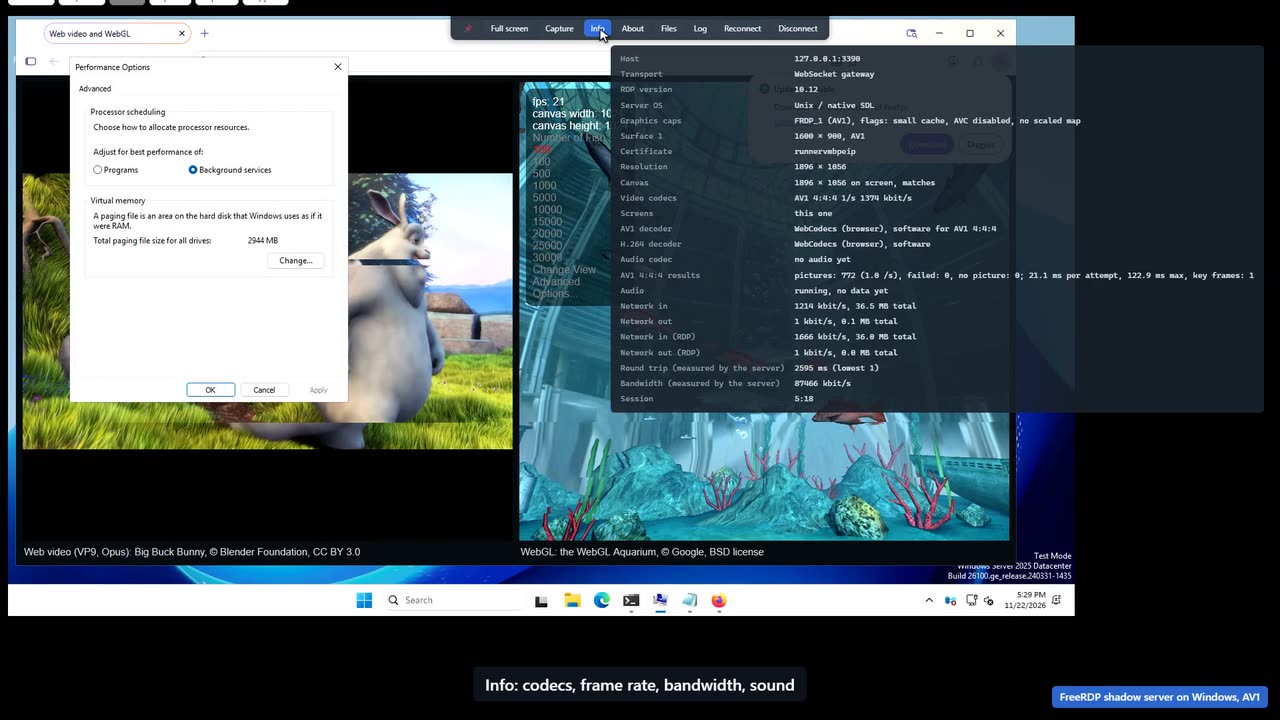 Web video and WebGL
Full screen
Capture
Info
About
Files
Log
Reconnect
Disconnect
Performance Options
Advanced
Processor scheduling
Choose how to allocate processor resources.
Adjust for best performance of:
Programs
Background services
Virtual memory
A paging file is an area on the hard disk that Windows uses as if it
were RAM.
Total paging file size for all drives: 2944 MB
Change...
OK
Cancel
Apply
fps: 21
canvas width: 10
canvas height: 1
Number of Fish
100
500
1000
5000
10000
15000
20000
25000
30000
Change View
Advanced
Options...
Host 127.0.0.1:3390
Transport WebSocket gateway
RDP version 10.12
Server OS Unix / native SDL
Graphics caps FRDP_1 (AV1), flags: small cache, AVC disabled, no scaled map
Surface 1 1600 × 900, AV1
Certificate runnervmbpeip
Resolution 1896 × 1056
Canvas 1896 × 1056 on screen, matches
Video codecs AV1 4:4:4 1/s 1374 kbit/s
Screens this one
AV1 decoder WebCodecs (browser), software for AV1 4:4:4
H.264 decoder WebCodecs (browser), software
Audio codec no audio yet
AV1 4:4:4 results pictures: 772 (1.0 /s), failed: 0, no picture: 0; 21.1 ms per attempt, 122.9 ms max, key frames: 1
Audio running, no data yet
Network in 1214 kbit/s, 36.5 MB total
Network out 1 kbit/s, 0.1 MB total
Network in (RDP) 1666 kbit/s, 36.0 MB total
Network out (RDP) 1 kbit/s, 0.0 MB total
Round trip (measured by the server) 2595 ms (lowest 1)
Bandwidth (measured by the server) 87466 kbit/s
Session 5:18
Web video (VP9, Opus): Big Buck Bunny, © Blender Foundation, CC BY 3.0
WebGL: the WebGL Aquarium, © Google, BSD license
Test Mode
Windows Server 2025 Datacenter
Build 26100.ge_release.240331-1435
Search
5:29 PM
11/22/2026
Info: codecs, frame rate, bandwidth, sound
FreeRDP shadow server on Windows, AV1